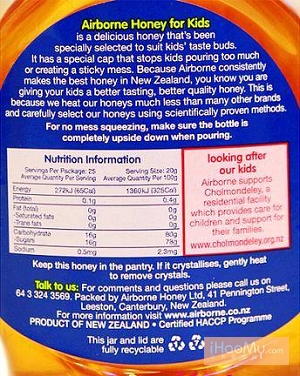 Airborne Honey for Kids
is a delicious honey that's been
specially selected to suit kids' taste buds.
It has a special cap that stops kids pouring too much
or creating a sticky mess. Because Airborne consistently
makes the best honey in New Zealand, you know you are
giving your kids a better tasting, better quality honey. This is
because we heat our honeys much less than many other brands
and carefully select our honeys using scientifically proven methods.
For no mess squeezing, make sure the bottle is
completely upside down when pouring.
Nutrition Information
Servings Per Package: 25 Serving Size: 20g
Average Quantity Per Serving Average Quantity Per 100g
Energy 272kJ (65Cal) 1360kJ (325Cal)
Protein 0.1g 0.4g
Fat (total) 0g 0g
-Saturated fats 0g 0g
-Trans fats 0g 0g
Carbohydrate 16g 80g
-Sugars 16g 78g
Sodium 0.5mg 2.3mg
looking after
our kids
Airborne supports
Cholmondeley, a
residential facility
which provides care for
children and support for
their families.
www.cholmondeley.org.nz
Keep this honey in the pantry. If it crystallises, gently heat
to remove crystals.
Talk to us: For comments and questions please call us on
64 3 324 3569. Packed by Airborne Honey Ltd, 41 Pennington Street,
Leeston, Canterbury, New Zealand.
For more information visit www.airborne.co.nz
PRODUCT OF NEW ZEALAND • Certified HACCP Programme
This jar and lid are
fully recyclable
iHaoMy.com